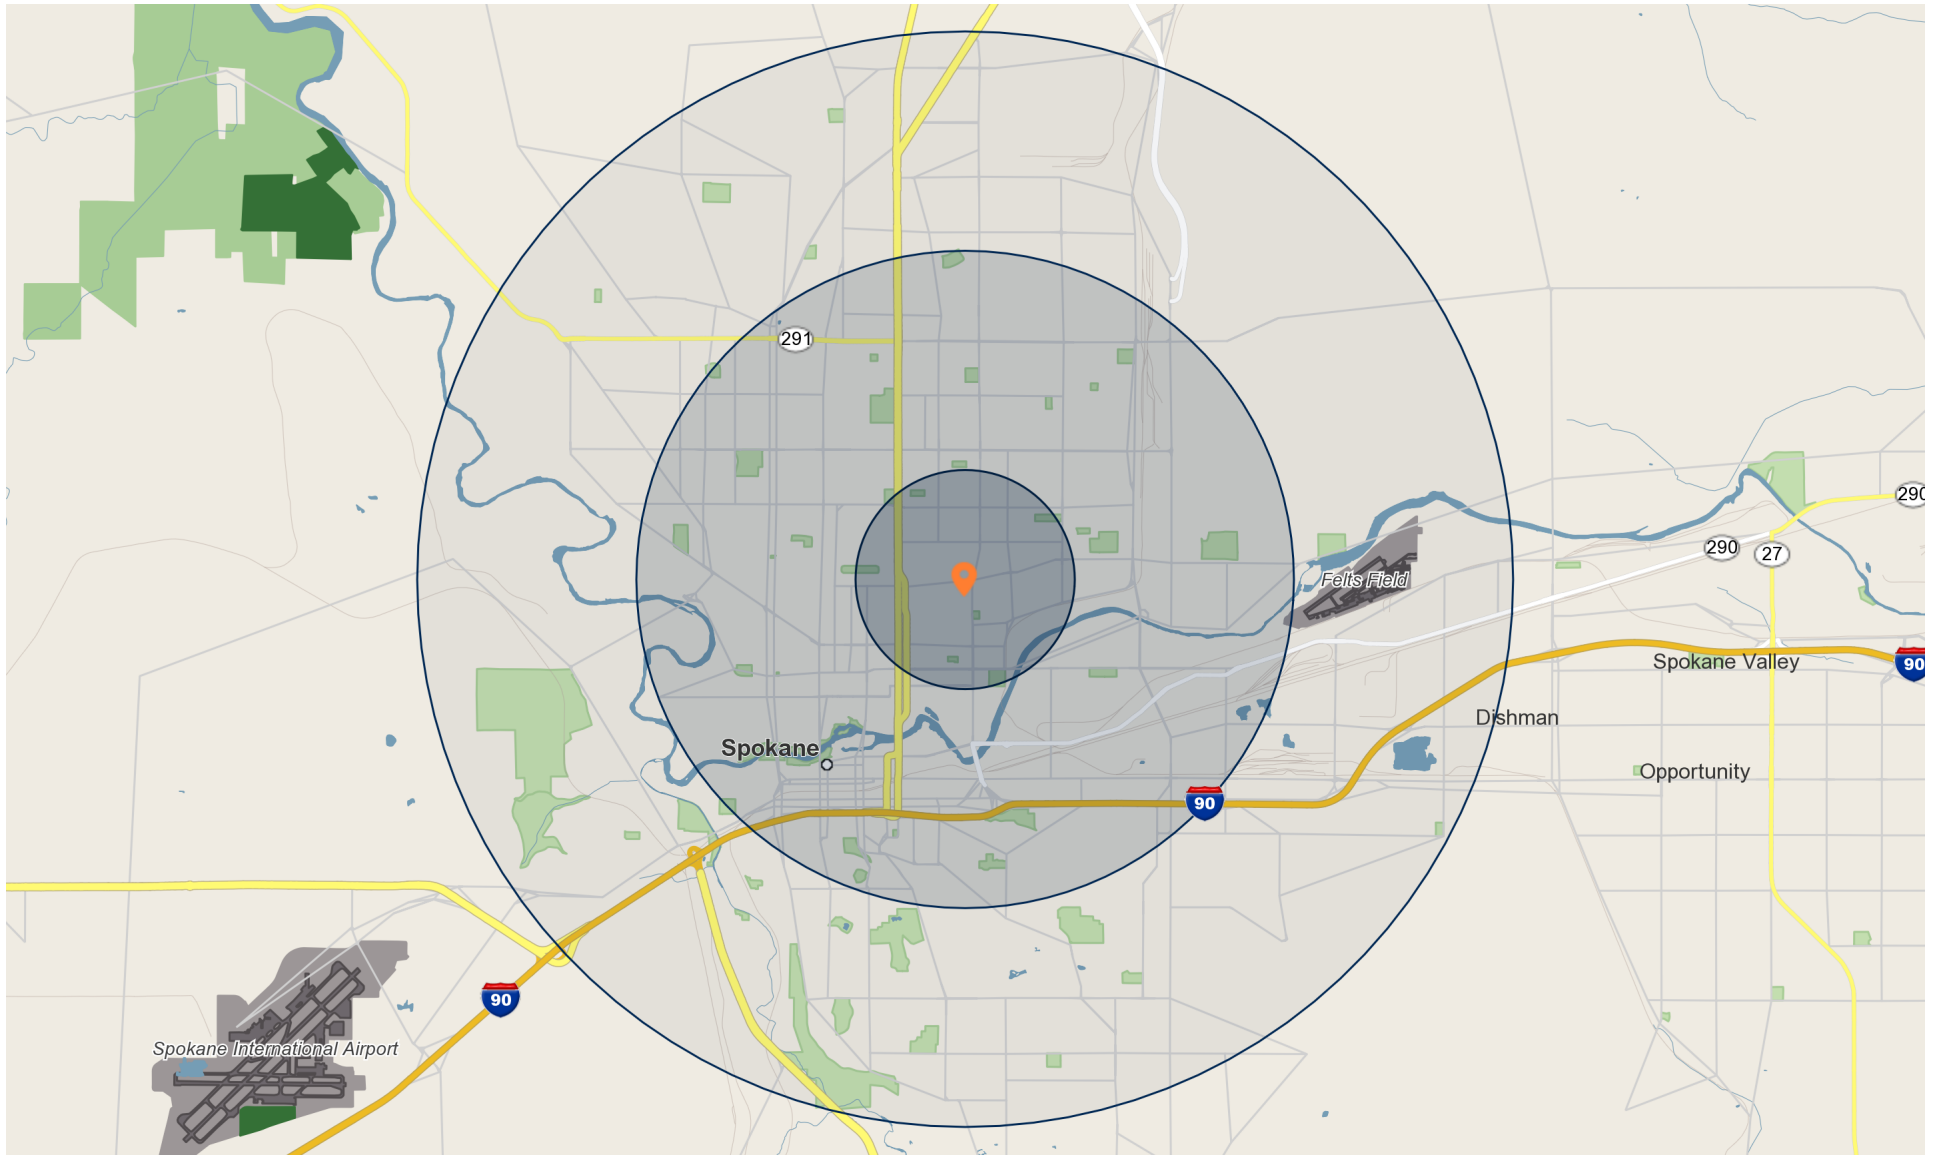 291
290
290
27
Felts Field
Spokane Valley
90
Dishman
Spokane
Opportunity
90
90
Spokane International Airport